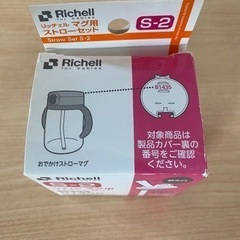 Richell
for babies
S-2
リッチェル マグ用
ストローセット
Straw Set S-2
Richell
for babies
B1435
対象商品は
製品カバー裏の
番号をご確認
ください。
おでかけストローマグ
Richell
S-2